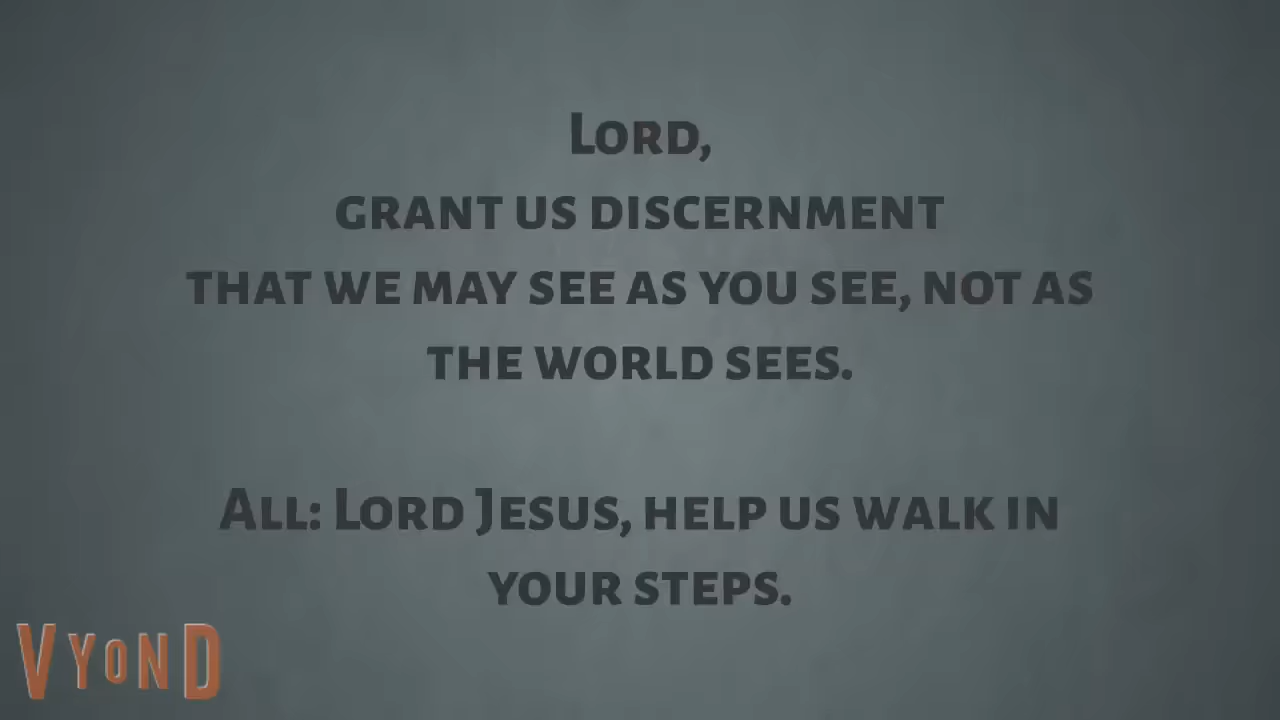 Lord,
grant us discernment
that we may see as you see, not as
the world sees.
All: Lord Jesus, help us walk in
your steps.
VYOND